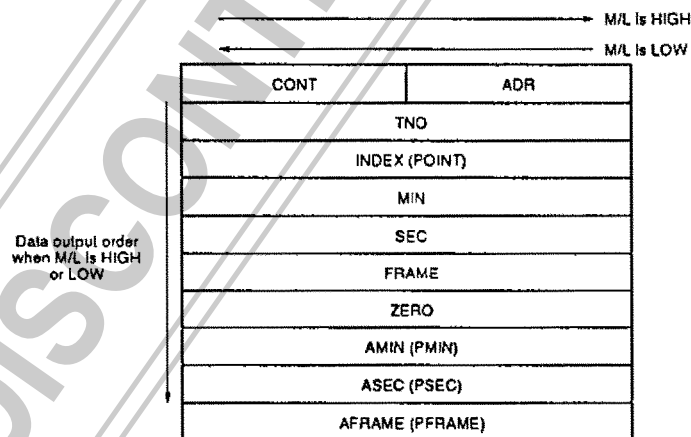 M/L is HIGH
M/L is LOW
CONT ADR
TNO
INDEX (POINT)
MIN
SEC
Data output order
when M/L is HIGH
or LOW
FRAME
ZERO
AMIN (PMIN)
ASEC (PSEC)
AFRAME (PFRAME)
DISCONT